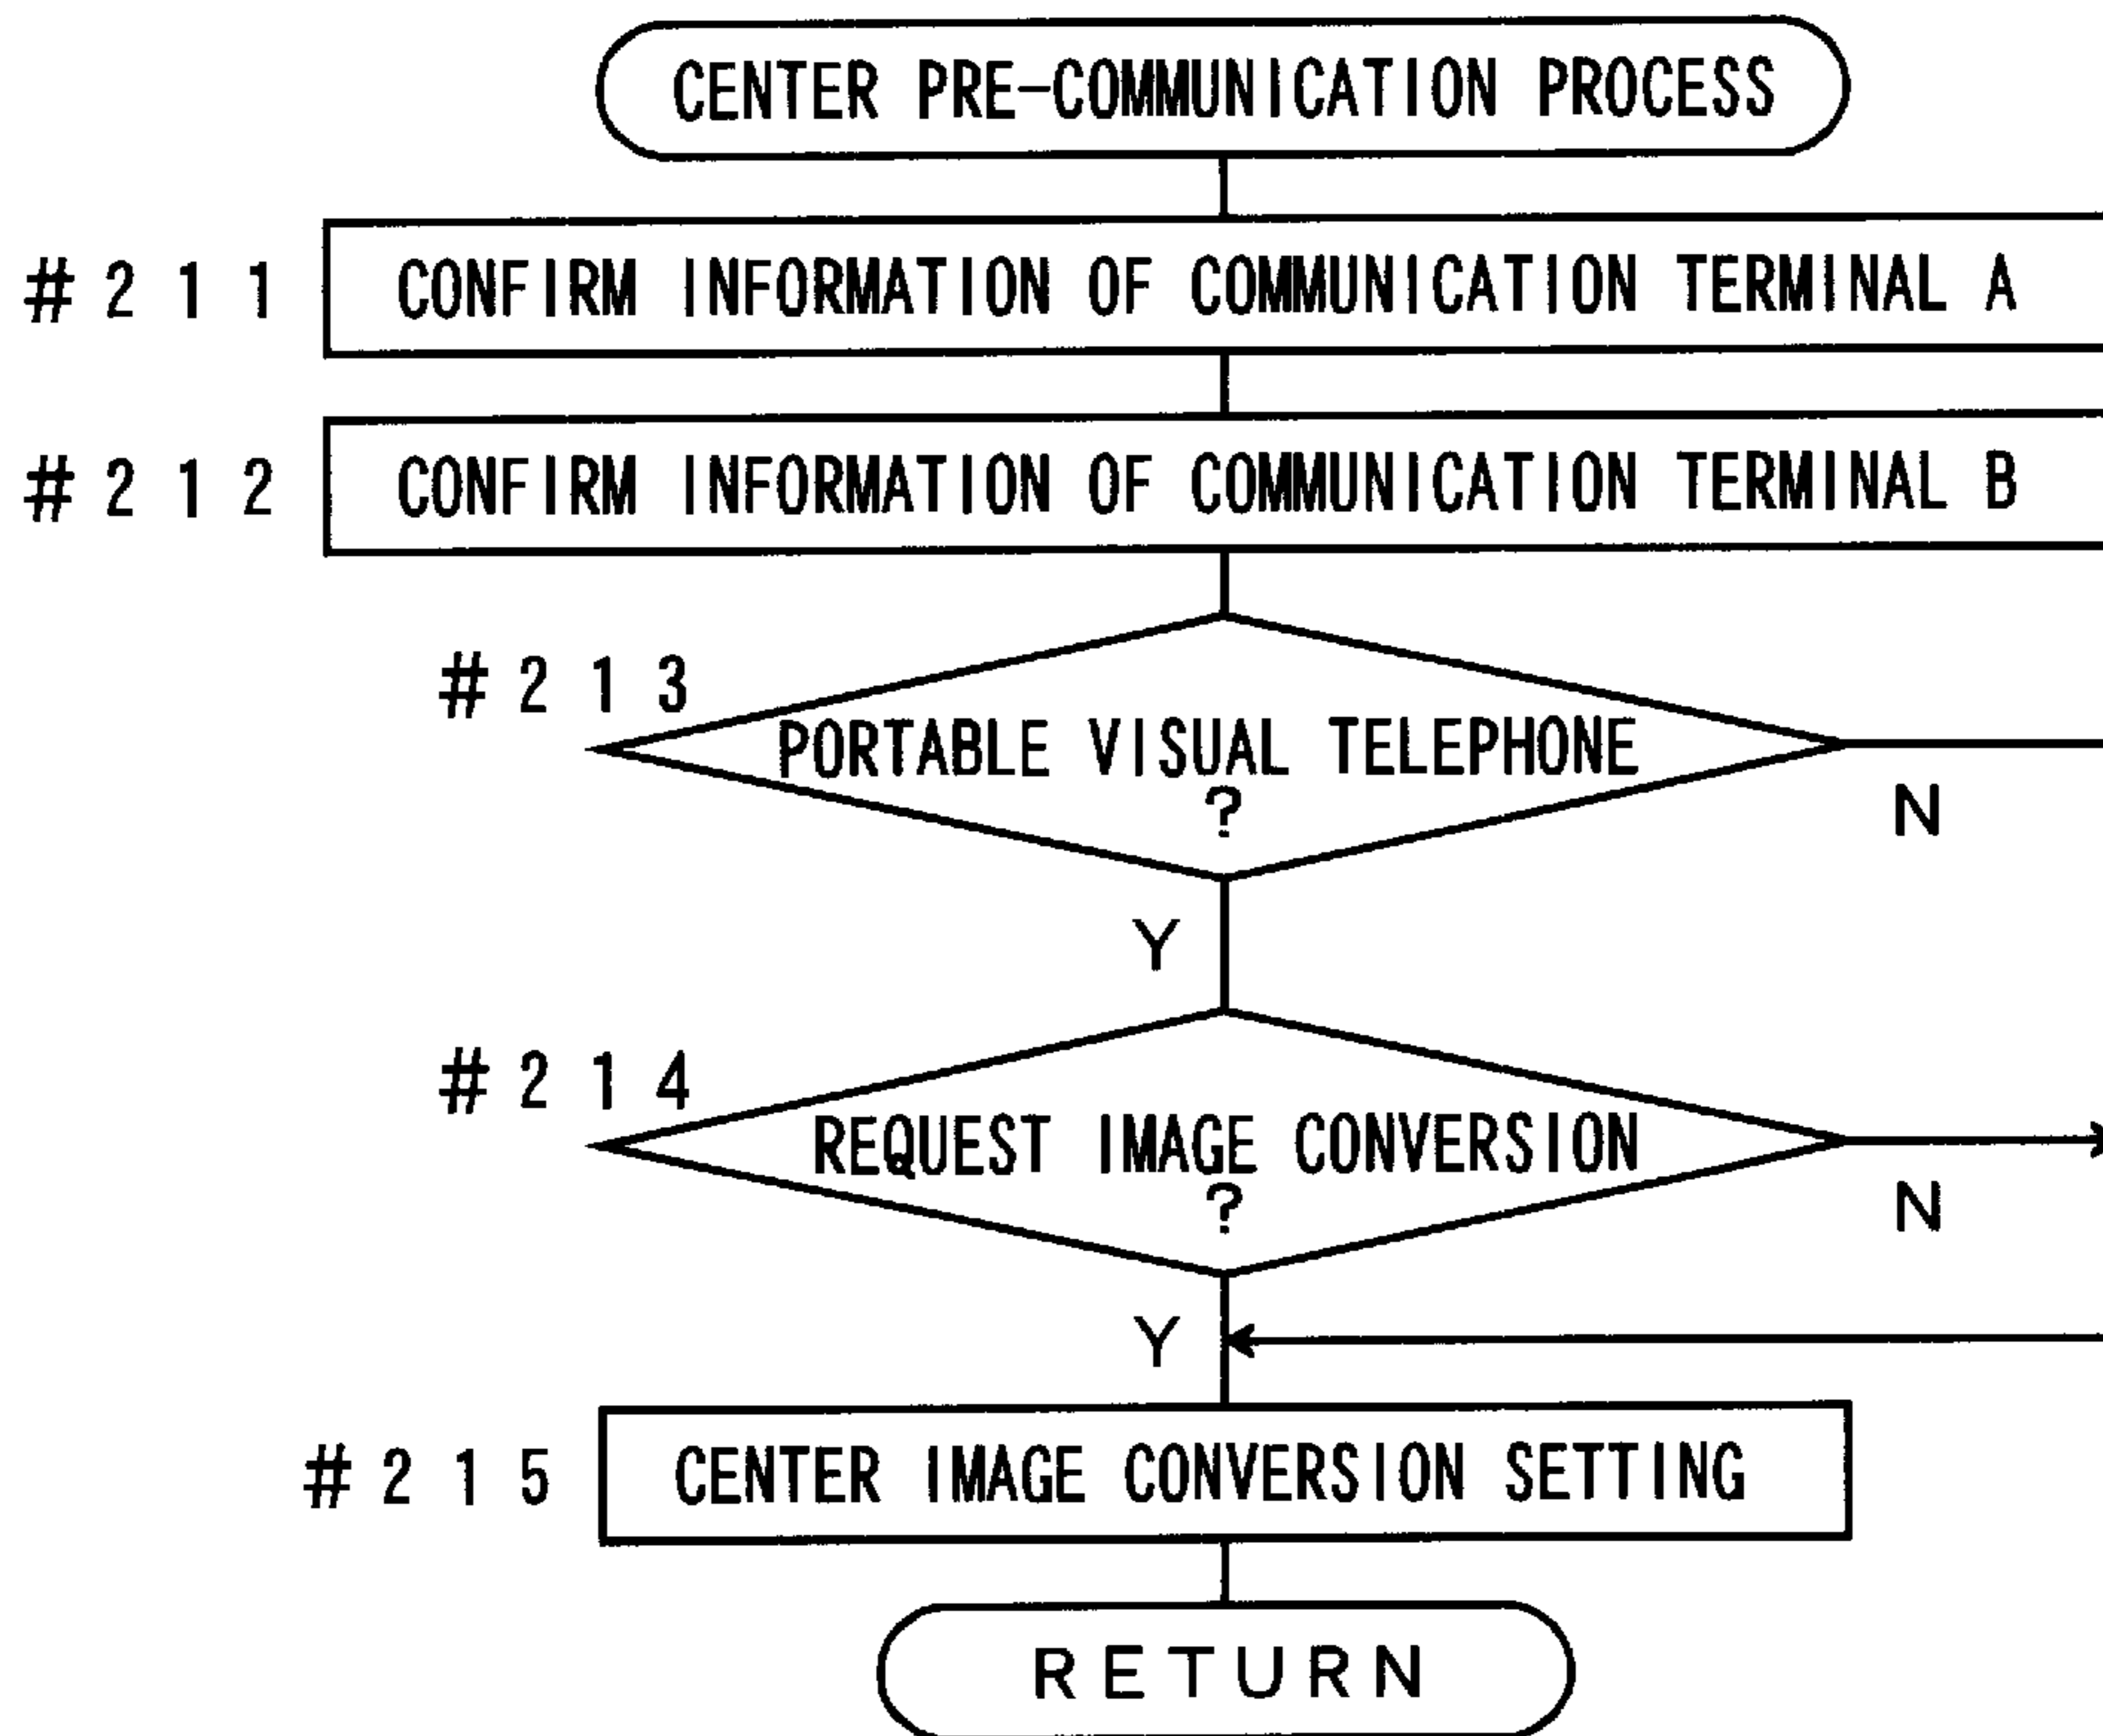 CENTER PRE-COMMUNICATION PROCESS
#211 CONFIRM INFORMATION OF COMMUNICATION TERMINAL A
#212 CONFIRM INFORMATION OF COMMUNICATION TERMINAL B
#213
PORTABLE VISUAL TELEPHONE
?
N
Y
#214
REQUEST IMAGE CONVERSION
?
N
Y
#215 CENTER IMAGE CONVERSION SETTING
RETURN